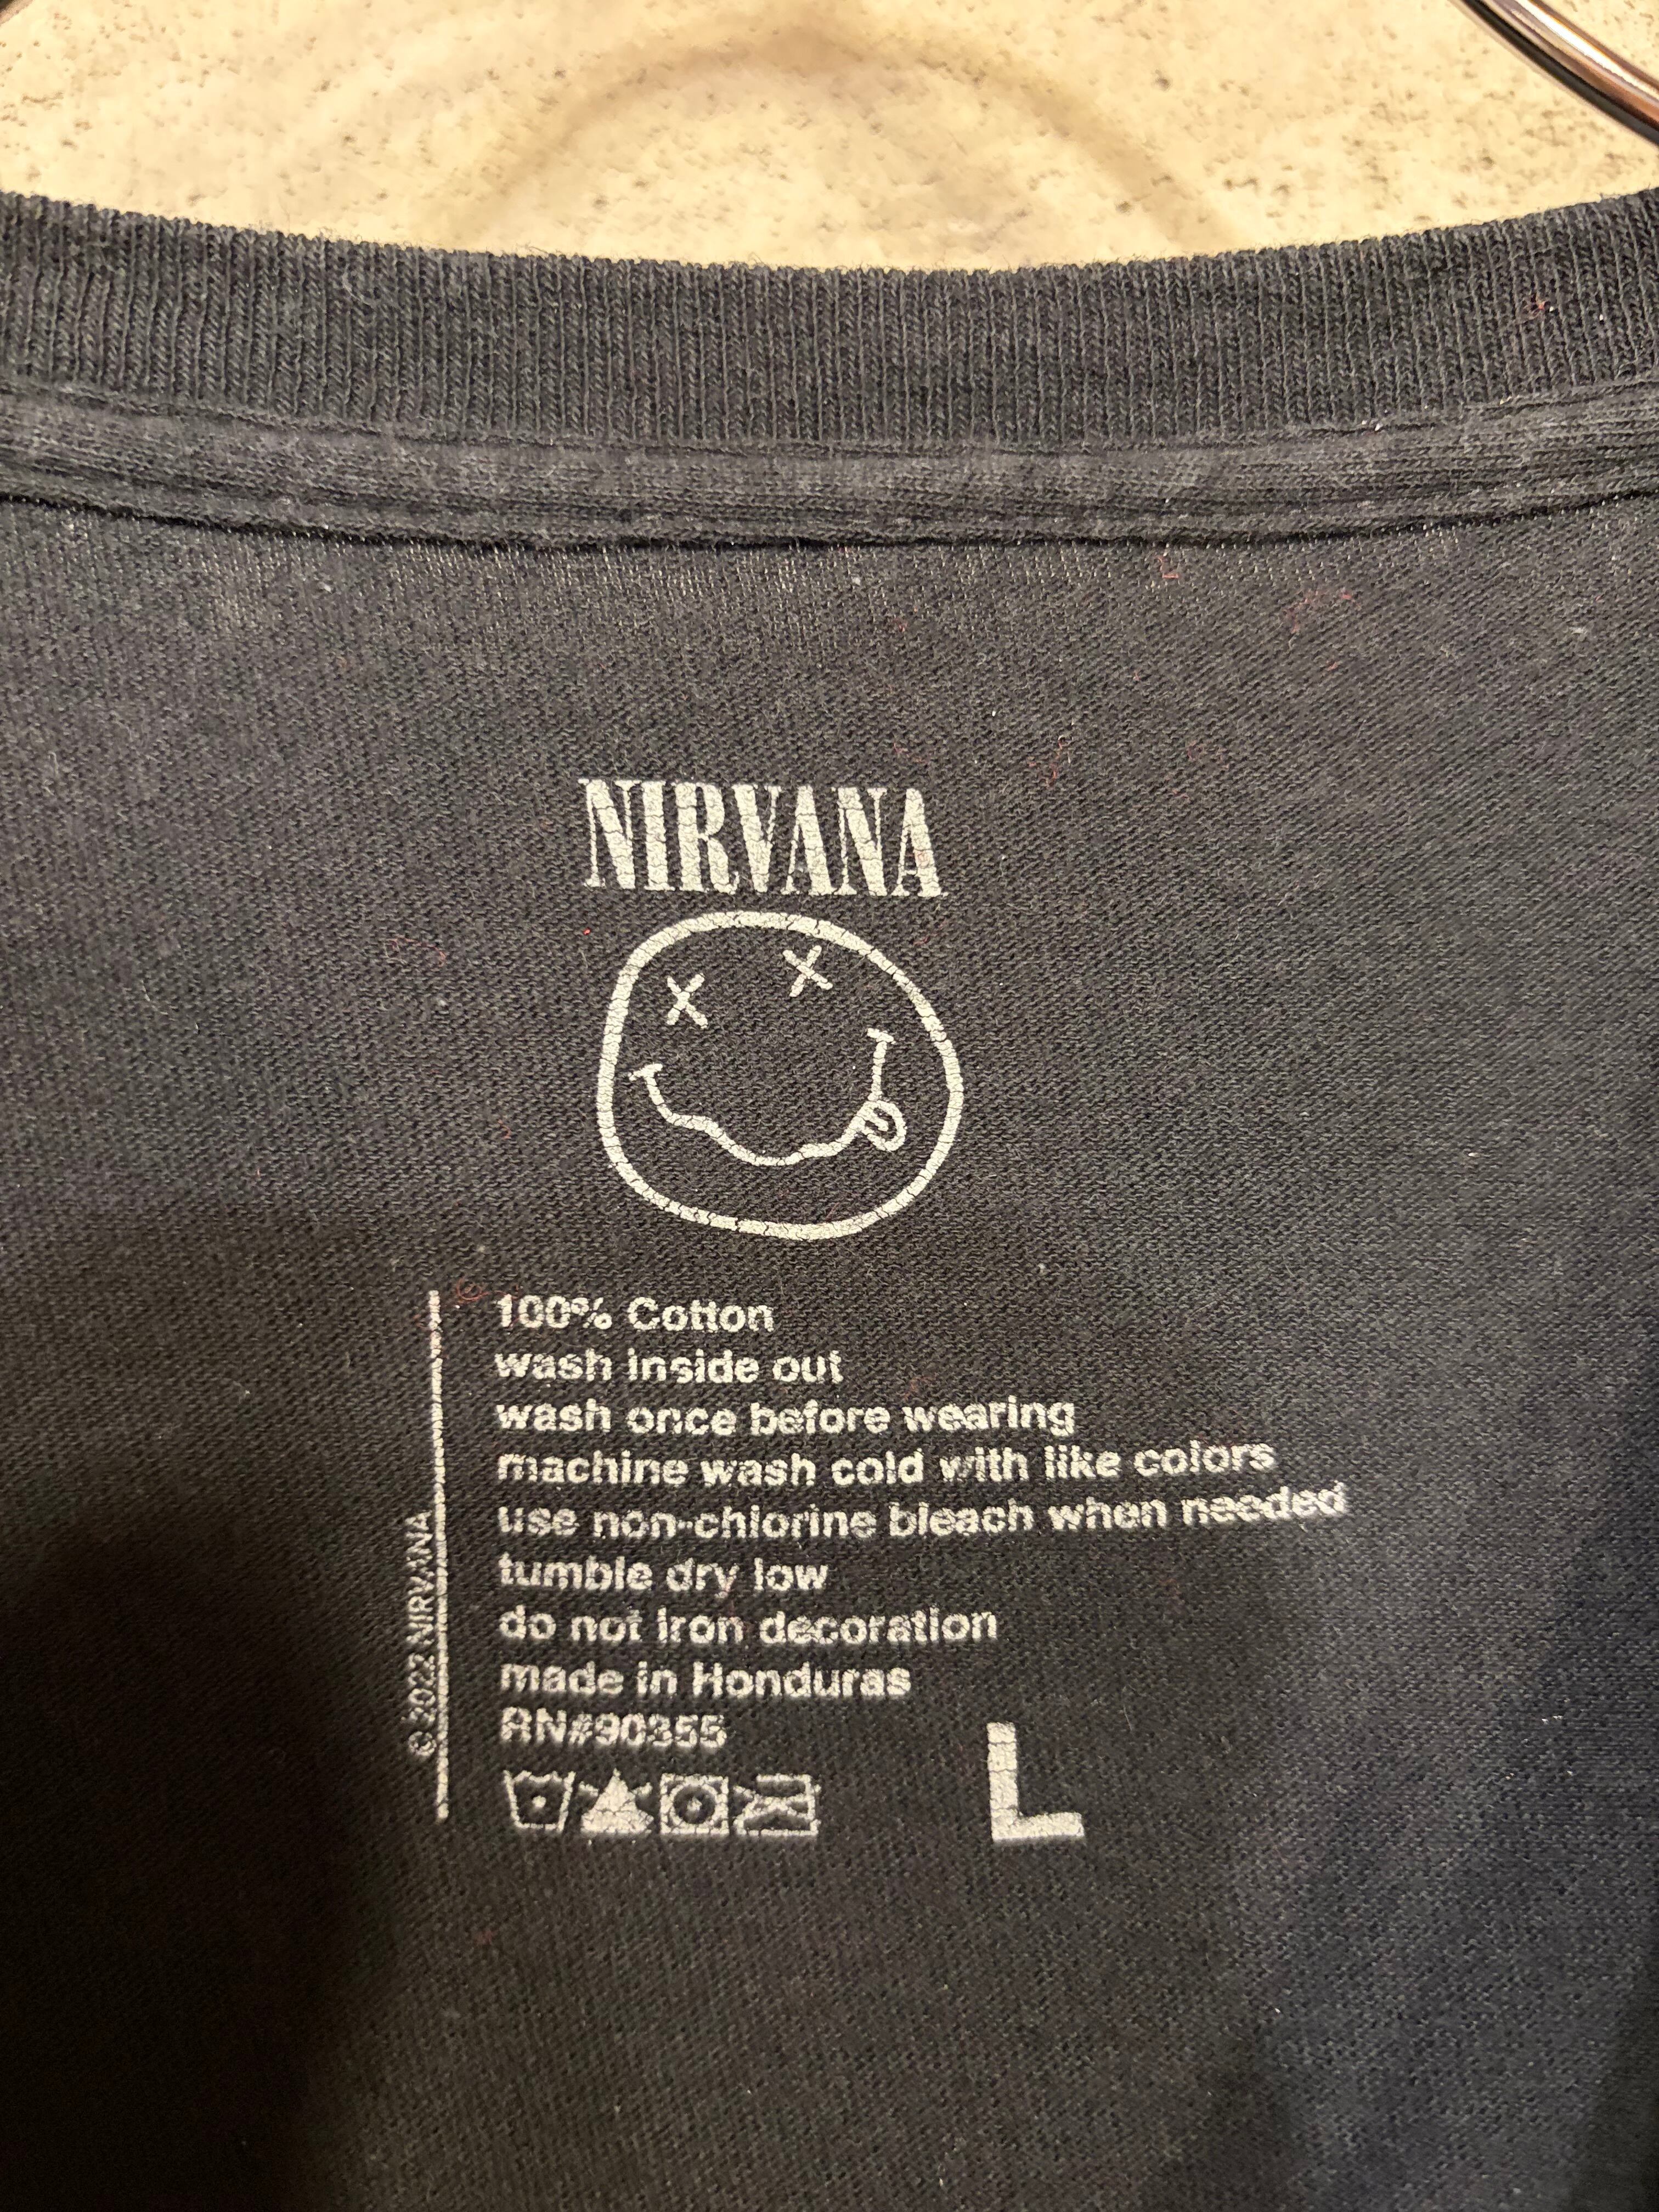 NIRVANA
100% Cotton
wash inside out
wash once before wearing
machine wash cold with like colors
use non-chlorine bleach when needed
tumble dry low
do not iron decoration
made in Honduras
RN#90355
L
© 2022 NIRVANA